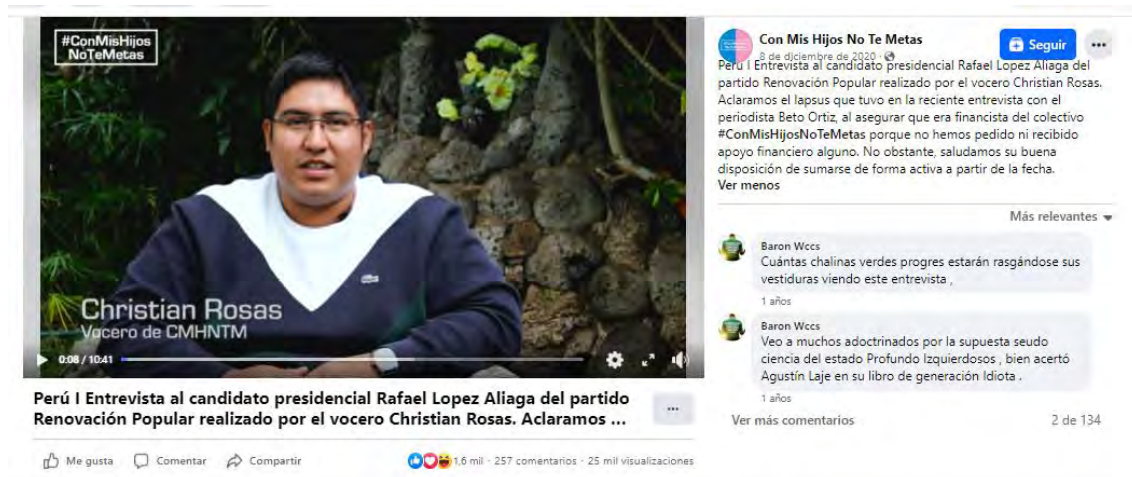 #ConMisHijos
NoTeMetas
Christian Rosas
Vocero de CMHNTM
0:08 / 10:41
Perú I Entrevista al candidato presidencial Rafael Lopez Aliaga del partido
Renovación Popular realizado por el vocero Christian Rosas. Aclaramos ...
Me gusta
Comentar
Compartir
1,6 mil · 257 comentarios · 25 mil visualizaciones
Con Mis Hijos No Te Metas
Seguir
8 de diciembre de 2020 ·
Perú I Entrevista al candidato presidencial Rafael Lopez Aliaga del
partido Renovación Popular realizado por el vocero Christian Rosas.
Aclaramos el lapsus que tuvo en la reciente entrevista con el
periodista Beto Ortiz, al asegurar que era financista del colectivo
#ConMisHijosNoTeMetas porque no hemos pedido ni recibido
apoyo financiero alguno. No obstante, saludamos su buena
disposición de sumarse de forma activa a partir de la fecha.
Ver menos
Más relevantes
Baron Wccs
Cuántas chalinas verdes progres estarán rasgándose sus
vestiduras viendo este entrevista ,
1 años
Baron Wccs
Veo a muchos adoctrinados por la supuesta seudo
ciencia del estado Profundo Izquierdosos , bien acertó
Agustín Laje en su libro de generación Idiota .
1 años
Ver más comentarios
2 de 134